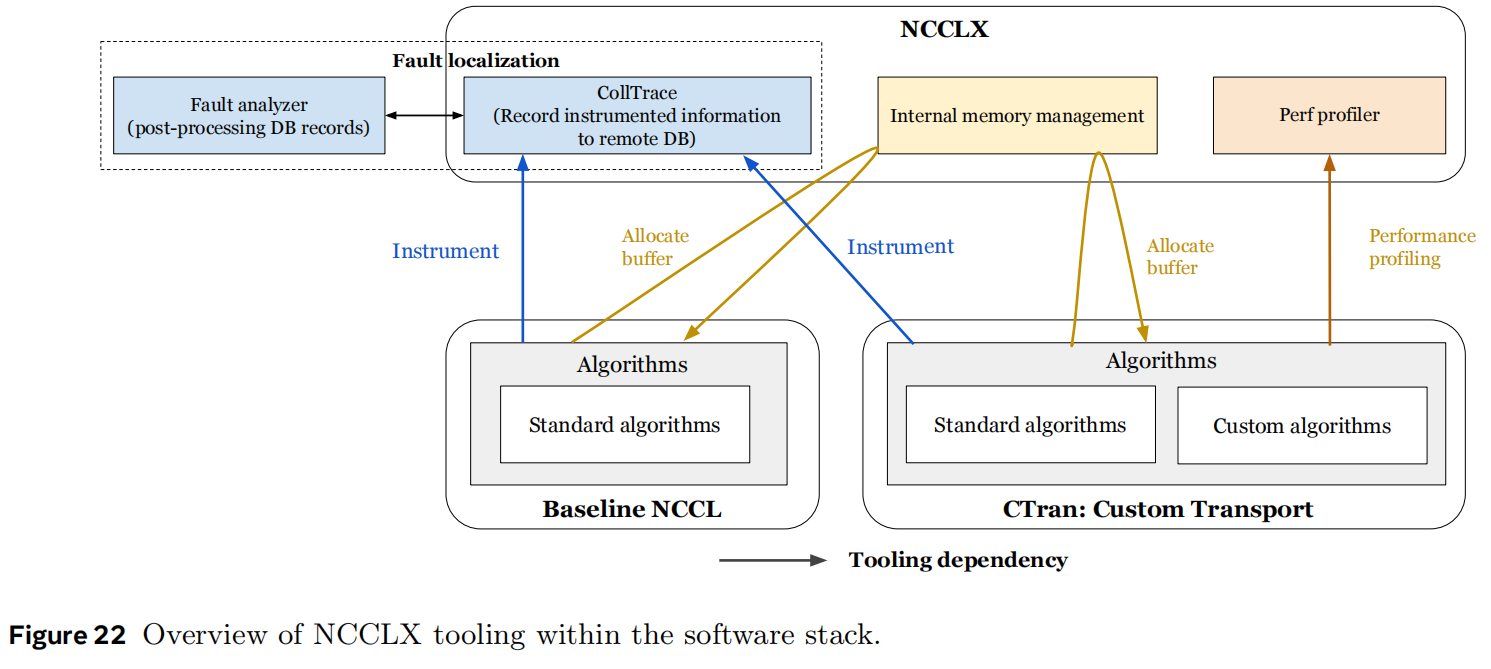 NCCLX
Fault localization
Fault analyzer
(post-processing DB records)
CollTrace
(Record instrumented information
to remote DB)
Internal memory management
Perf profiler
Instrument
Allocate
buffer
Instrument
Allocate
buffer
Performance
profiling
Algorithms
Standard algorithms
Baseline NCCL
Algorithms
Standard algorithms
Custom algorithms
CTran: Custom Transport
Tooling dependency
Figure 22 Overview of NCCLX tooling within the software stack.